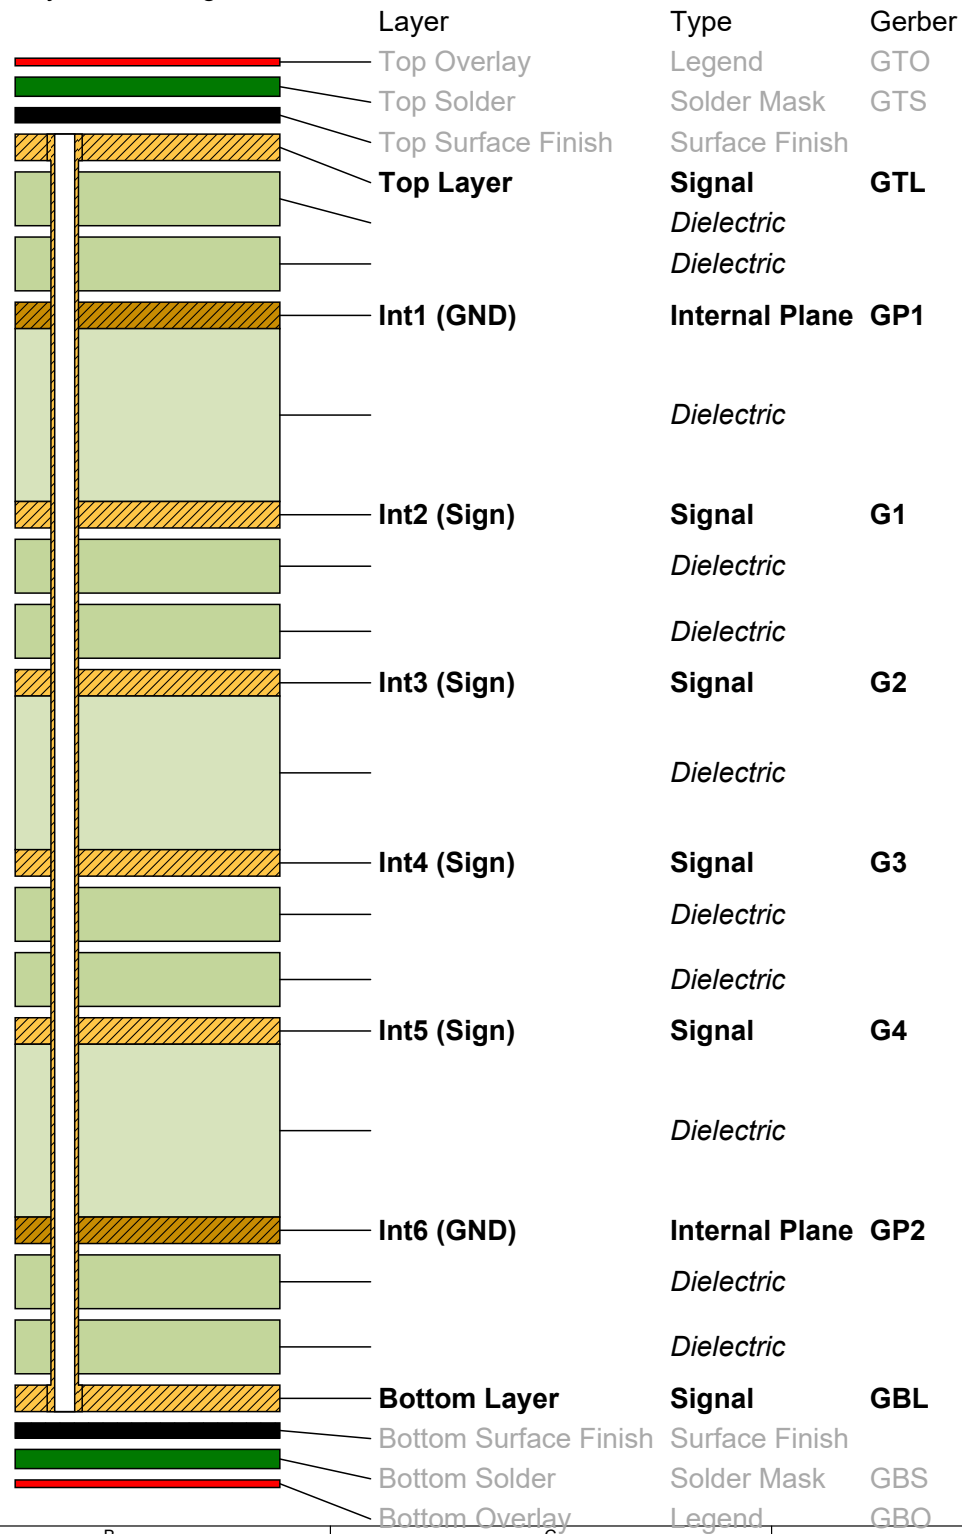 Layer Type Gerber
Top Overlay Legend GTO
Top Solder Solder Mask GTS
Top Surface Finish Surface Finish
Top Layer Signal GTL
Dielectric
Dielectric
Int1 (GND) Internal Plane GP1
Dielectric
Int2 (Sign) Signal G1
Dielectric
Dielectric
Int3 (Sign) Signal G2
Dielectric
Int4 (Sign) Signal G3
Dielectric
Dielectric
Int5 (Sign) Signal G4
Dielectric
Int6 (GND) Internal Plane GP2
Dielectric
Dielectric
Bottom Layer Signal GBL
Bottom Surface Finish Surface Finish
Bottom Solder Solder Mask GBS
Bottom Overlay Legend GBO